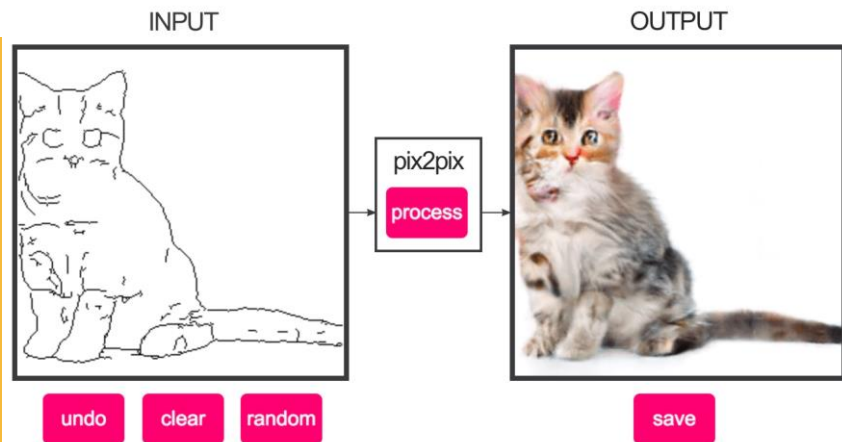 INPUT
OUTPUT
pix2pix
process
undo
clear
random
save